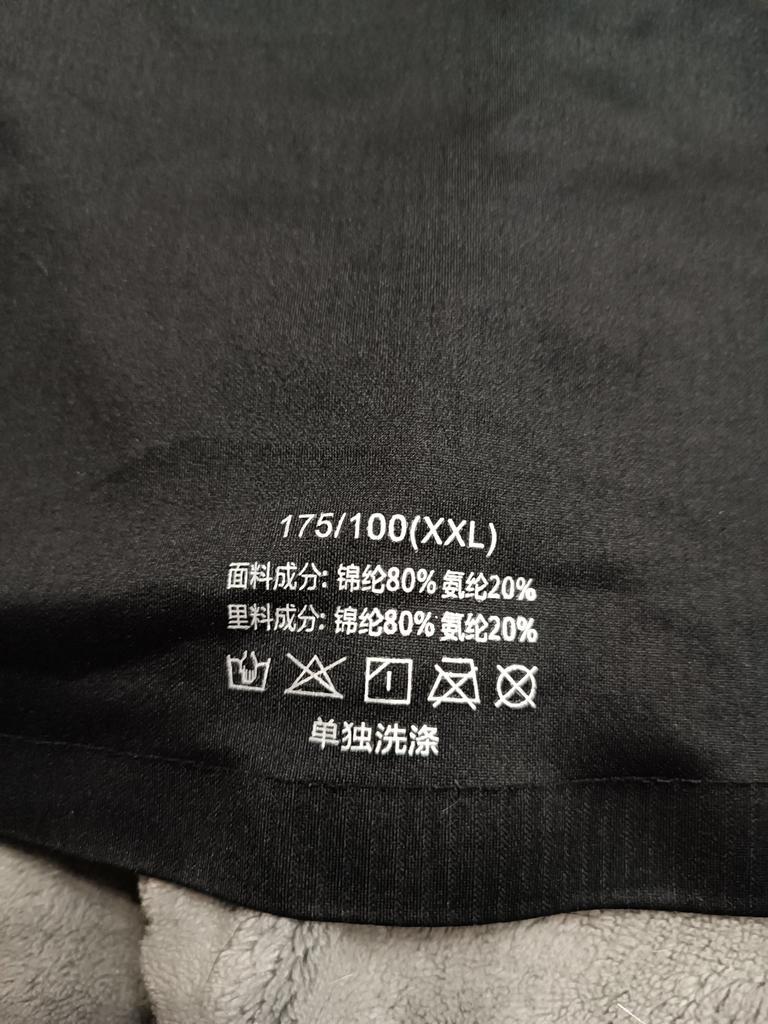 175/100(XXL)
面料成分: 锦纶80% 氨纶20%
里料成分: 锦纶80% 氨纶20%
单独洗涤